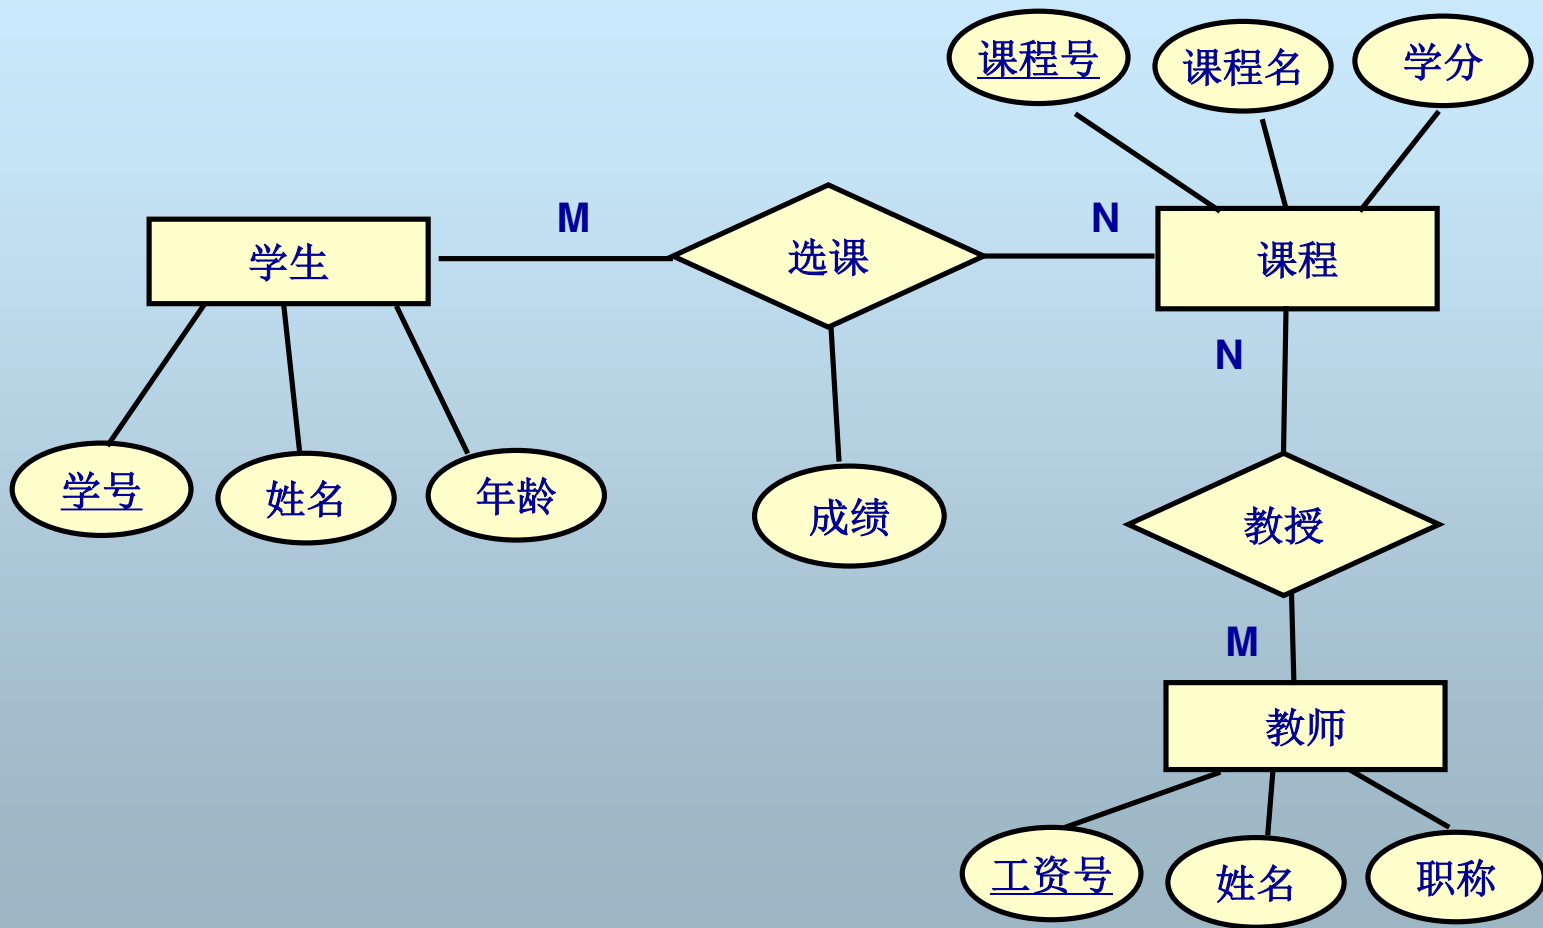 课程号
课程名
学分
学生
M
选课
N
课程
N
学号
姓名
年龄
成绩
教授
M
教师
工资号
姓名
职称